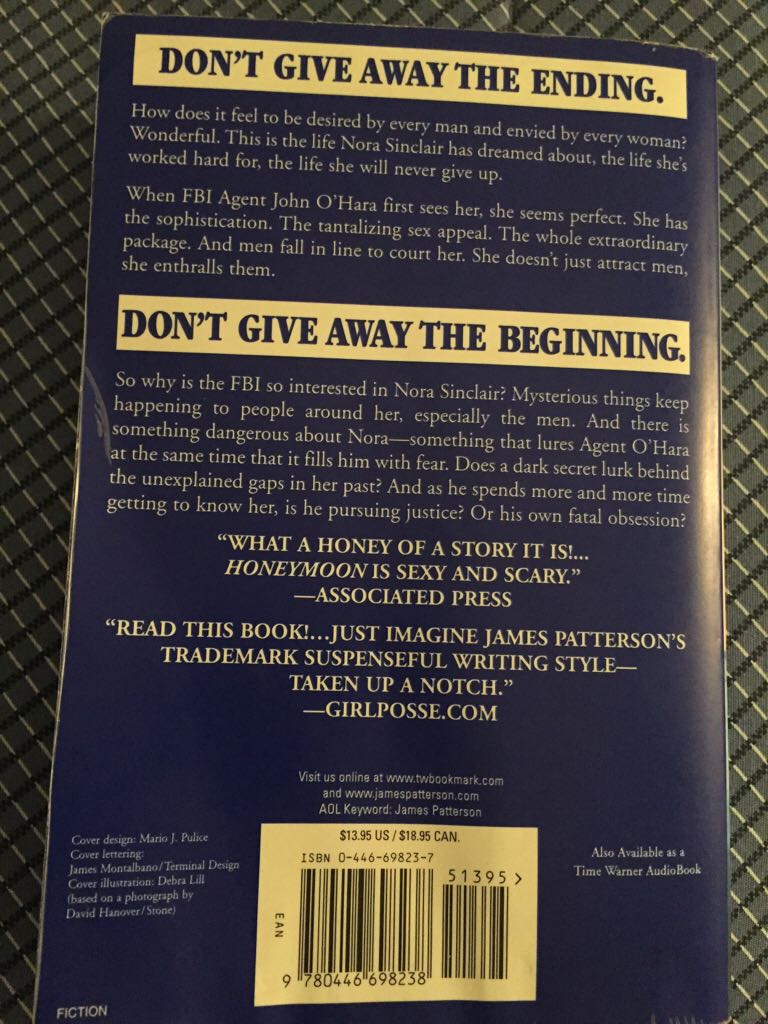 DON'T GIVE AWAY THE ENDING.
How does it feel to be desired by every man and envied by every woman?
Wonderful. This is the life Nora Sinclair has dreamed about, the life she's
worked hard for, the life she will never give up.
When FBI Agent John O'Hara first sees her, she seems perfect. She has
the sophistication. The tantalizing sex appeal. The whole extraordinary
package. And men fall in line to court her. She doesn't just attract men,
she enthralls them.
DON'T GIVE AWAY THE BEGINNING.
So why is the FBI so interested in Nora Sinclair? Mysterious things keep
happening to people around her, especially the men. And there is
something dangerous about Nora—something that lures Agent O'Hara
at the same time that it fills him with fear. Does a dark secret lurk behind
the unexplained gaps in her past? And as he spends more and more time
getting to know her, is he pursuing justice? Or his own fatal obsession?
"WHAT A HONEY OF A STORY IT IS!...
HONEYMOON IS SEXY AND SCARY."
—ASSOCIATED PRESS
"READ THIS BOOK!...JUST IMAGINE JAMES PATTERSON'S
TRADEMARK SUSPENSEFUL WRITING STYLE—
TAKEN UP A NOTCH."
—GIRLPOSSE.COM
Visit us online at www.twbookmark.com
and www.jamespatterson.com
AOL Keyword: James Patterson
Cover design: Mario J. Pulice
Cover lettering:
James Montalbano/Terminal Design
Cover illustration: Debra Lill
(based on a photograph by
David Hanover/Stone)
$13.95 US / $18.95 CAN.
ISBN 0-446-69823-7
51395>
EAN
9 780446 698238
Also Available as a
Time Warner AudioBook
FICTION